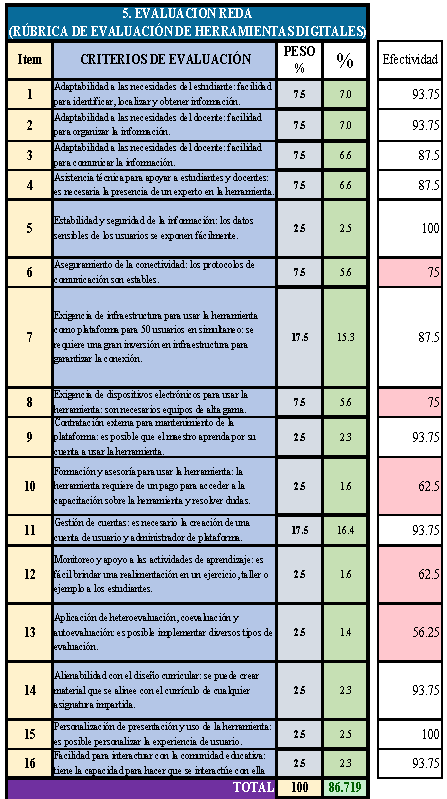 5. EVALUACION REDA
(RÚBRICA DE EVALUACIÓN DE HERRAMIENTAS DIGITALES)
Item CRITERIOS DE EVALUACIÓN PESO % % Efectividad
1 Adaptabilidad a las necesidades del estudiante: facilidad
para identificar, localizar y obtener información. 7.5 7.0 93.75
2 Adaptabilidad a las necesidades del docente: facilidad
para organizar la información. 7.5 7.0 93.75
3 Adaptabilidad a las necesidades del docente: facilidad
para comunicar la información. 7.5 6.6 87.5
4 Asistencia técnica para apoyar a estudiantes y docentes:
es necesaria la presencia de un experto en la herramienta. 7.5 6.6 87.5
5 Estabilidad y seguridad de la información: los datos
sensibles de los usuarios se exponen fácilmente. 2.5 2.5 100
6 Aseguramiento de la conectividad: los protocolos de
comunicación son estables. 7.5 5.6 75
7 Exigencia de infraestructura para usar la herramienta
como plataforma para 50 usuarios en simultaneo: se
requiere una gran inversión en infraestructura para
garantizar la conexión. 17.5 15.3 87.5
8 Exigencia de dispositivos electrónicos para usar la
herramienta: son necesarios equipos de alta gama. 7.5 5.6 75
9 Contratación externa para mantenimiento de la
plataforma: es posible que el maestro aprenda por su
cuenta a usar la herramienta. 2.5 2.3 93.75
10 Formación y asesoría para usar la herramienta: la
herramienta requiere de un pago para acceder a la
capacitación sobre la herramienta y resolver dudas. 2.5 1.6 62.5
11 Gestión de cuentas: es necesario la creación de una
cuenta de usuario y administrador de plataforma. 17.5 16.4 93.75
12 Monitoreo y apoyo a las actividades de aprendizaje: es
fácil brindar una realimentación en un ejercicio, taller o
ejemplo a los estudiantes. 2.5 1.6 62.5
13 Aplicación de heteroevaluación, coevaluación y
autoevaluación: es posible implementar diversos tipos de
evaluación. 2.5 1.4 56.25
14 Alienabilidad con el diseño curricular: se puede crear
material que se alinee con el currículo de cualquier
asignatura impartida. 2.5 2.3 93.75
15 Personalización de presentación y uso de la herramienta:
es posible personalizar la experiencia de usuario. 2.5 2.5 100
16 Facilidad para interactuar con la comunidad educativa:
tiene la capacidad para hacer que se interactúe con ella 2.5 2.3 93.75
TOTAL 100 86.719